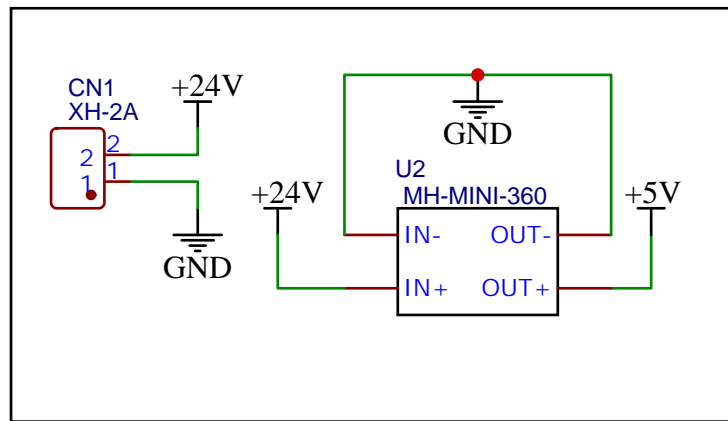 CN1
XH-2A
+24V
2
2
1
1
GND
GND
U2
MH-MINI-360
+24V
+5V
IN-
OUT-
IN+
OUT+